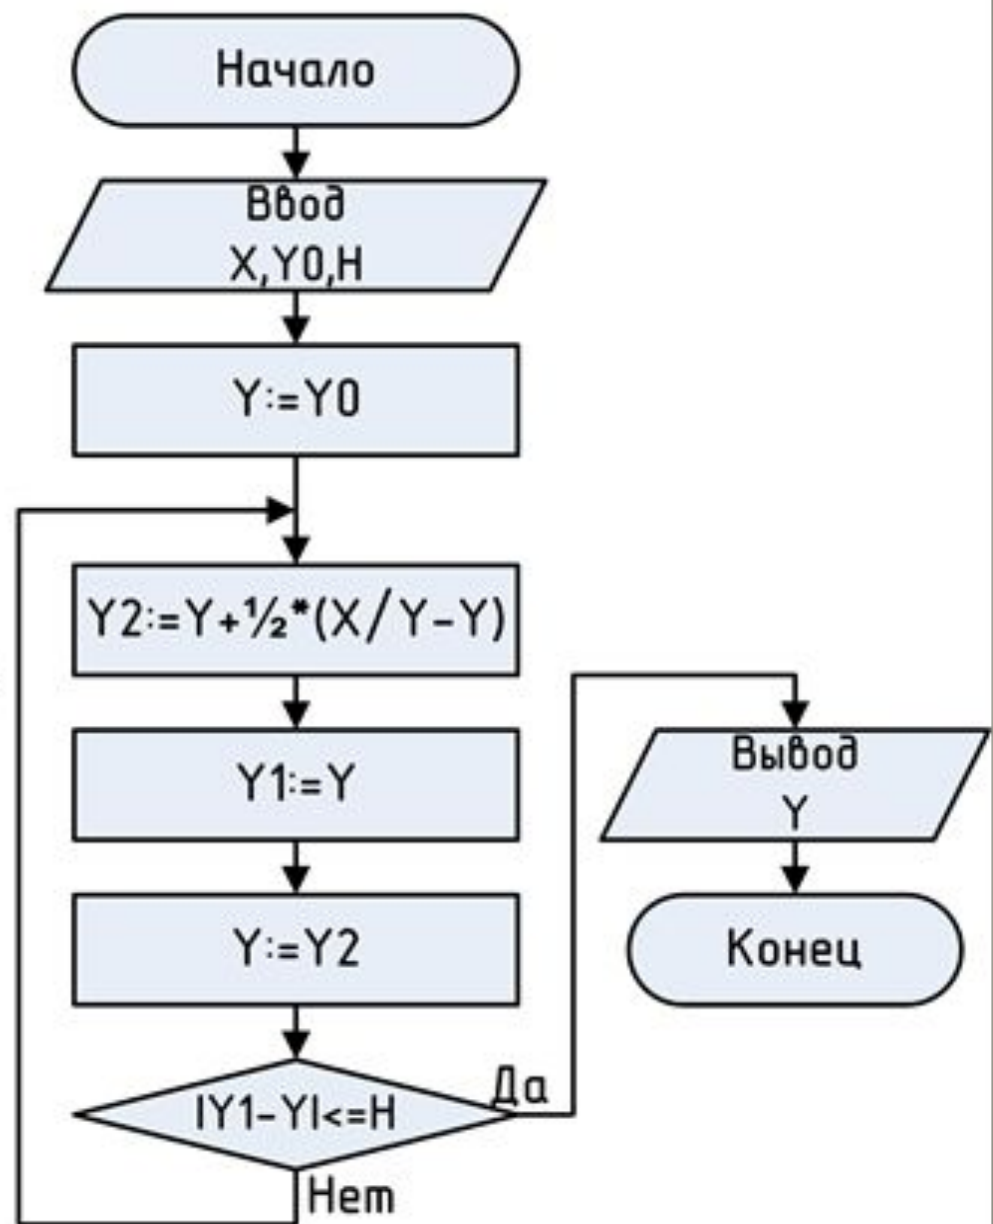 Начало
Ввод
X,Y0,H
Y:=Y0
Y2:=Y+½*(X/Y-Y)
Y1:=Y
Y:=Y2
|Y1-Y|<=H
Да
Нет
Вывод
Y
Конец